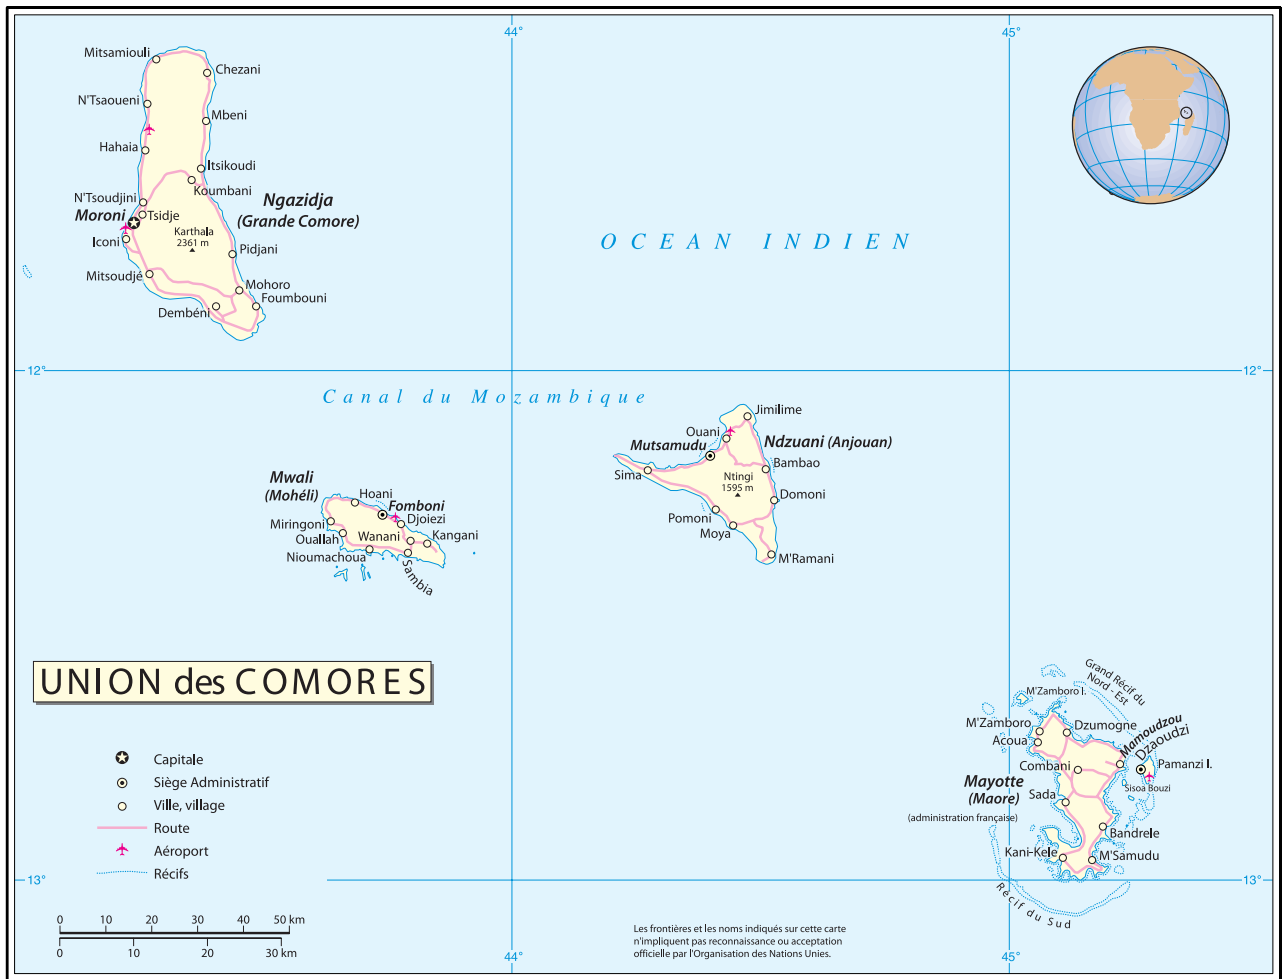 44°
45°
Mitsamiouli
Chezani
N'Tsaoueni
Mbeni
Hahaia
Itsikoudi
Koumbani
N'Tsoudjini
Ngazidja
(Grande Comore)
Moroni
Tsidje
Karthala
2361 m
Iconi
Pidjani
Mitsoudjé
Mohoro
Foumbouni
Dembéni
OCEAN INDIEN
12°
12°
Canal du Mozambique
Jimilime
Ouani
Mutsamudu
Ndzuani (Anjouan)
Sima
Bambao
Ntingi
1595 m
Domoni
Pomoni
Moya
M'Ramani
Mwali
(Mohéli)
Hoani
Fomboni
Djoiezi
Miringoni
Ouallah
Wanani
Kangani
Nioumachoua
Sambia
UNION des COMORES
Grand Récif du
Nord - Est
M'Zamboro I.
M'Zamboro
Dzumogne
Acoua
Mamoudzou
Dzaoudzi
Combani
Pamanzi I.
Mayotte
(Maore)
Sisoa Bouzi
Sada
(administration française)
Bandrele
Kani-Kele
M'Samudu
Récif du Sud
Capitale
Siège Administratif
Ville, village
Route
Aéroport
Récifs
13°
13°
0 10 20 30 40 50 km
0 10 20 30 km
Les frontières et les noms indiqués sur cette carte
n'impliquent pas reconnaissance ou acceptation
officielle par l'Organisation des Nations Unies.
44°
45°